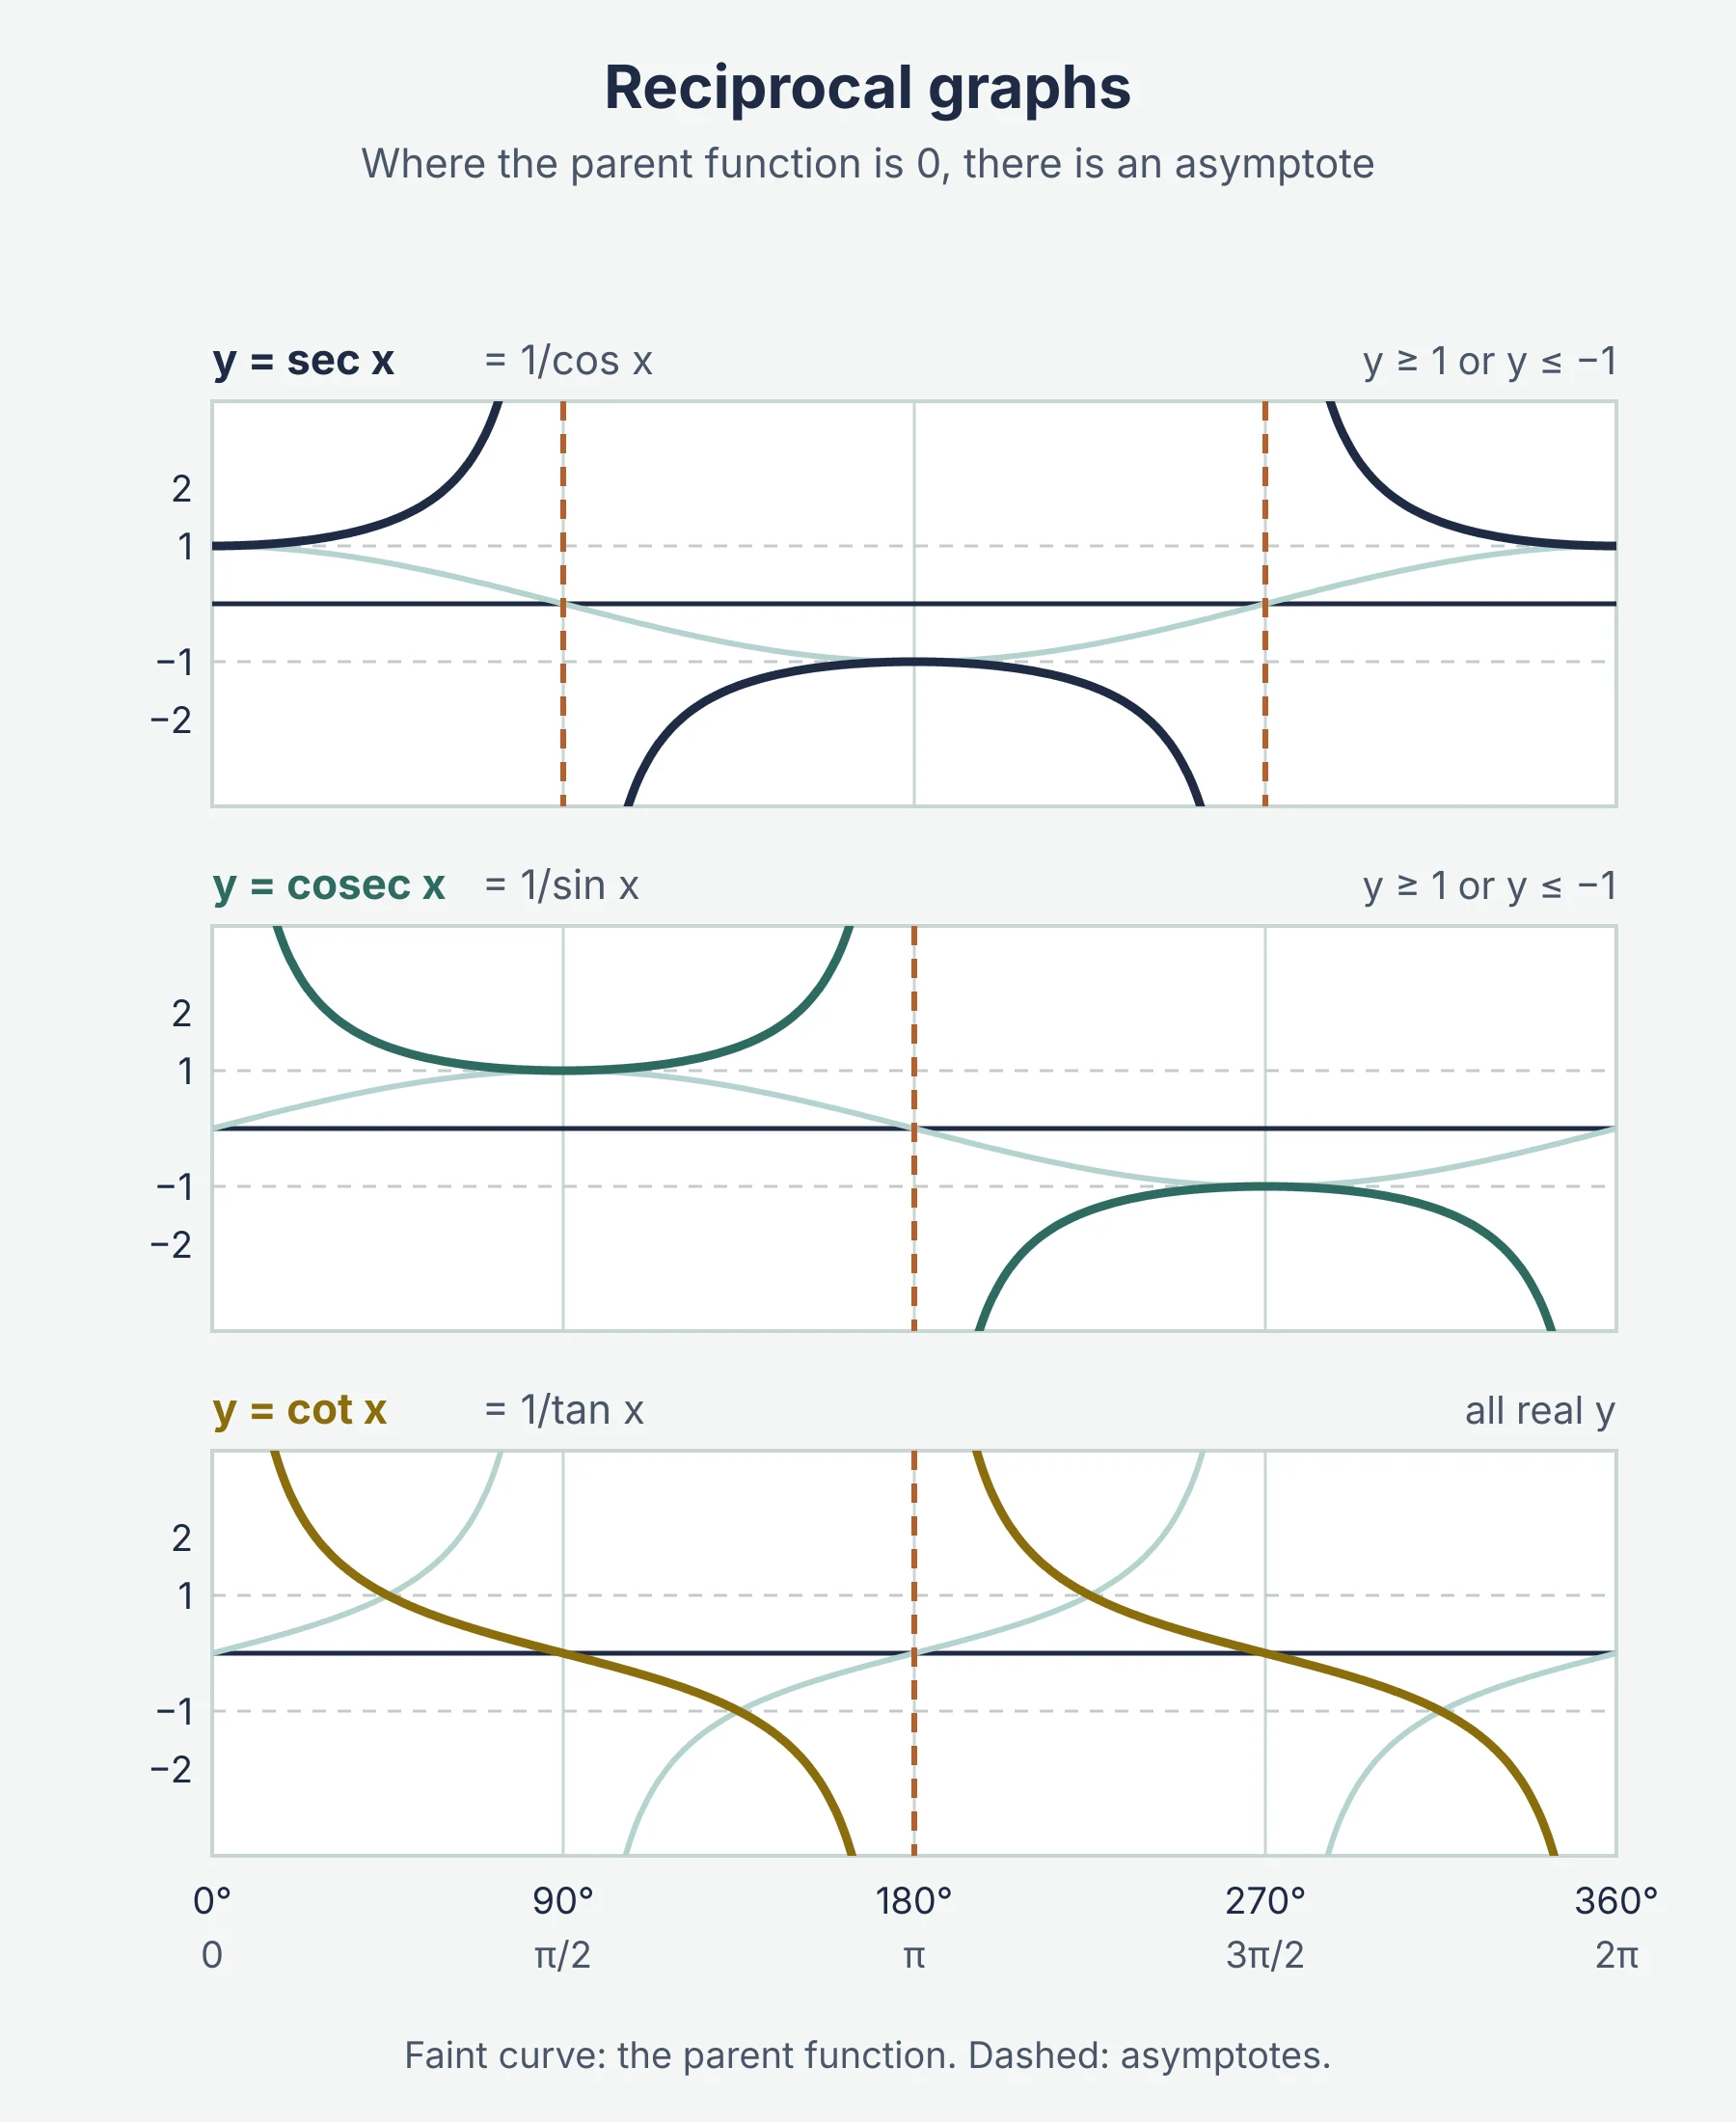 Reciprocal graphs
Where the parent function is 0, there is an asymptote
y = sec x = 1/cos x y ≥ 1 or y ≤ −1
2
1
−1
−2
y = cosec x = 1/sin x y ≥ 1 or y ≤ −1
2
1
−1
−2
y = cot x = 1/tan x all real y
2
1
−1
−2
0° 90° 180° 270° 360°
0 π/2 π 3π/2 2π
Faint curve: the parent function. Dashed: asymptotes.